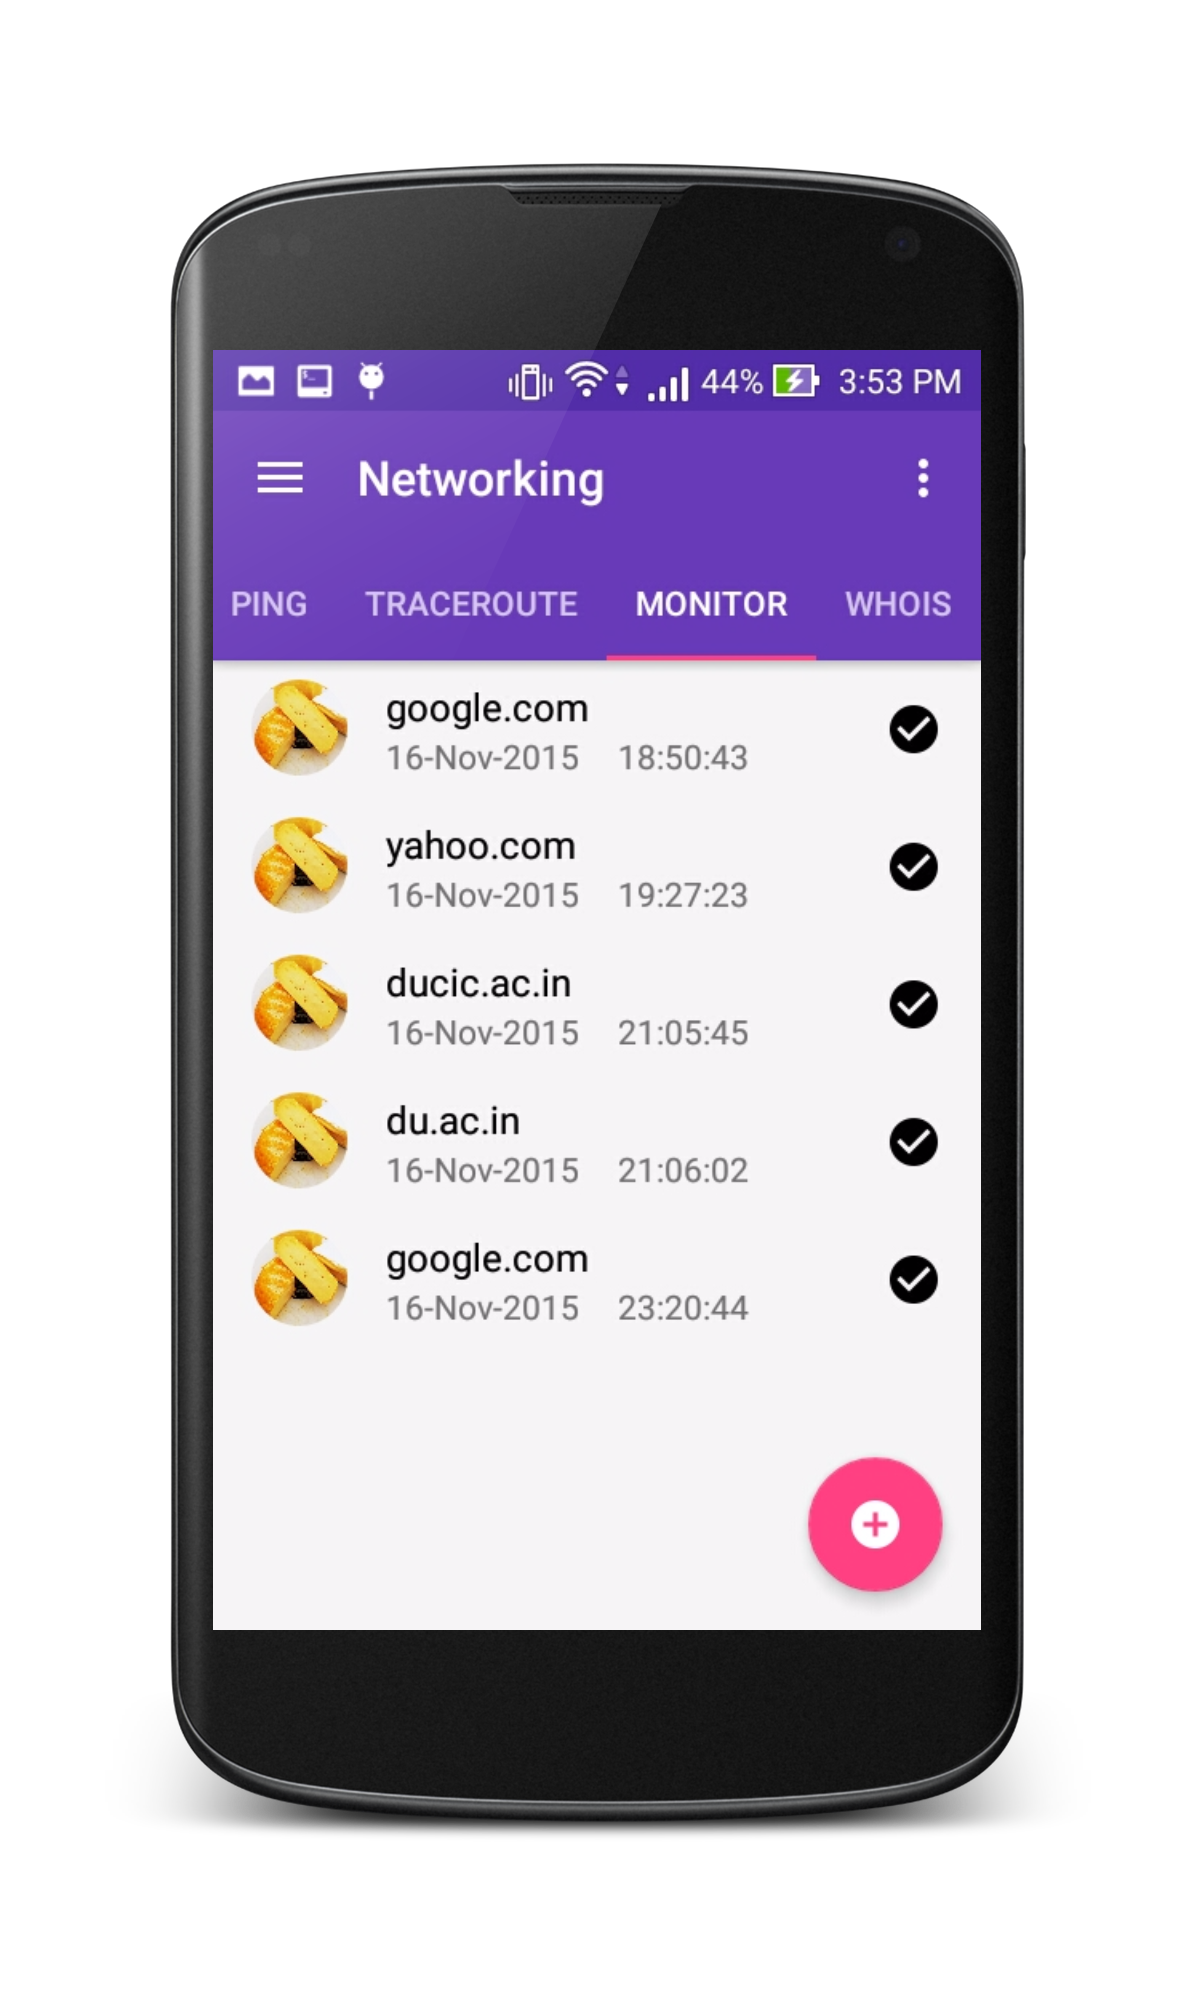 44% 3:53 PM
Networking
PING TRACEROUTE MONITOR WHOIS
google.com
16-Nov-2015 18:50:43
yahoo.com
16-Nov-2015 19:27:23
ducic.ac.in
16-Nov-2015 21:05:45
du.ac.in
16-Nov-2015 21:06:02
google.com
16-Nov-2015 23:20:44